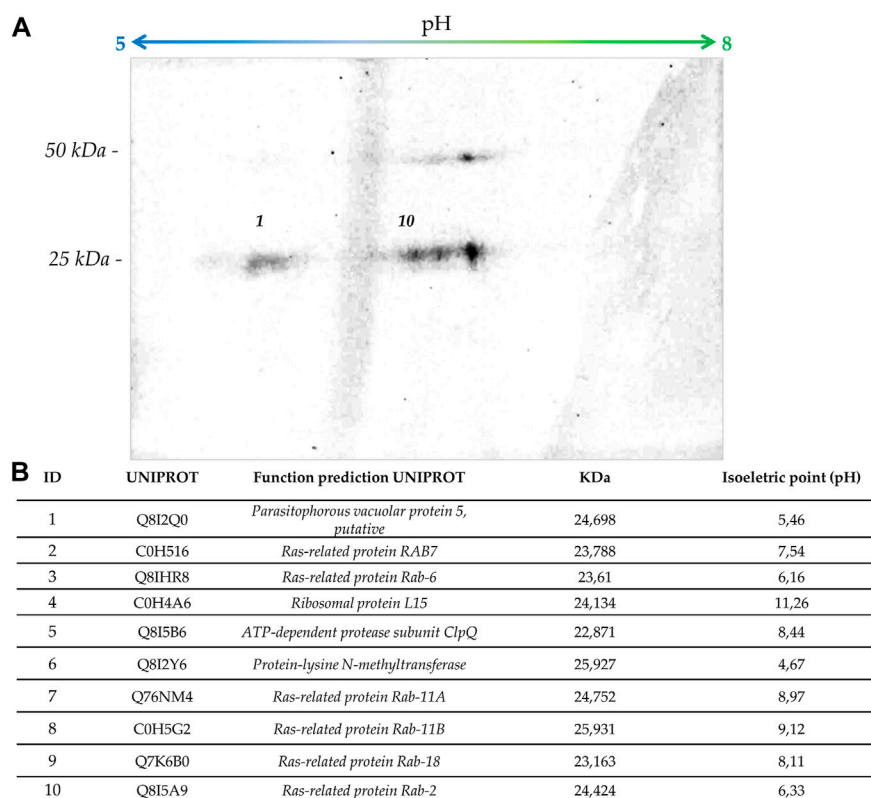 A
pH
5
8
50 kDa -
1
10
25 kDa -
B
ID UNIPROT Function prediction UNIPROT KDa Isoeletric point (pH)
1 Q8I2Q0 Parasitophorous vacuolar protein 5, putative 24,698 5,46
2 C0H516 Ras-related protein RAB7 23,788 7,54
3 Q8IHR8 Ras-related protein Rab-6 23,61 6,16
4 C0H4A6 Ribosomal protein L15 24,134 11,26
5 Q8I5B6 ATP-dependent protease subunit ClpQ 22,871 8,44
6 Q8I2Y6 Protein-lysine N-methyltransferase 25,927 4,67
7 Q76NM4 Ras-related protein Rab-11A 24,752 8,97
8 C0H5G2 Ras-related protein Rab-11B 25,931 9,12
9 Q7K6B0 Ras-related protein Rab-18 23,163 8,11
10 Q8I5A9 Ras-related protein Rab-2 24,424 6,33